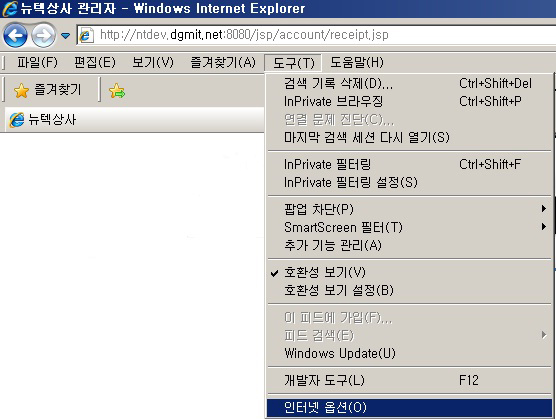 뉴텍상사 관리자 - Windows Internet Explorer
http://ntdev.dgmit.net:8080/jsp/account/receipt.jsp
파일(F) 편집(E) 보기(V) 즐겨찾기(A) 도구(T) 도움말(H)
즐겨찾기
뉴텍상사
검색 기록 삭제(D)... Ctrl+Shift+Del
InPrivate 브라우징 Ctrl+Shift+P
연결 문제 진단(C)...
마지막 검색 세션 다시 열기(S)
InPrivate 필터링 Ctrl+Shift+F
InPrivate 필터링 설정(S)
팝업 차단(P)
SmartScreen 필터(T)
추가 기능 관리(A)
호환성 보기(V)
호환성 보기 설정(B)
이 피드에 가입(F)...
피드 검색(E)
Windows Update(U)
개발자 도구(L) F12
인터넷 옵션(O)